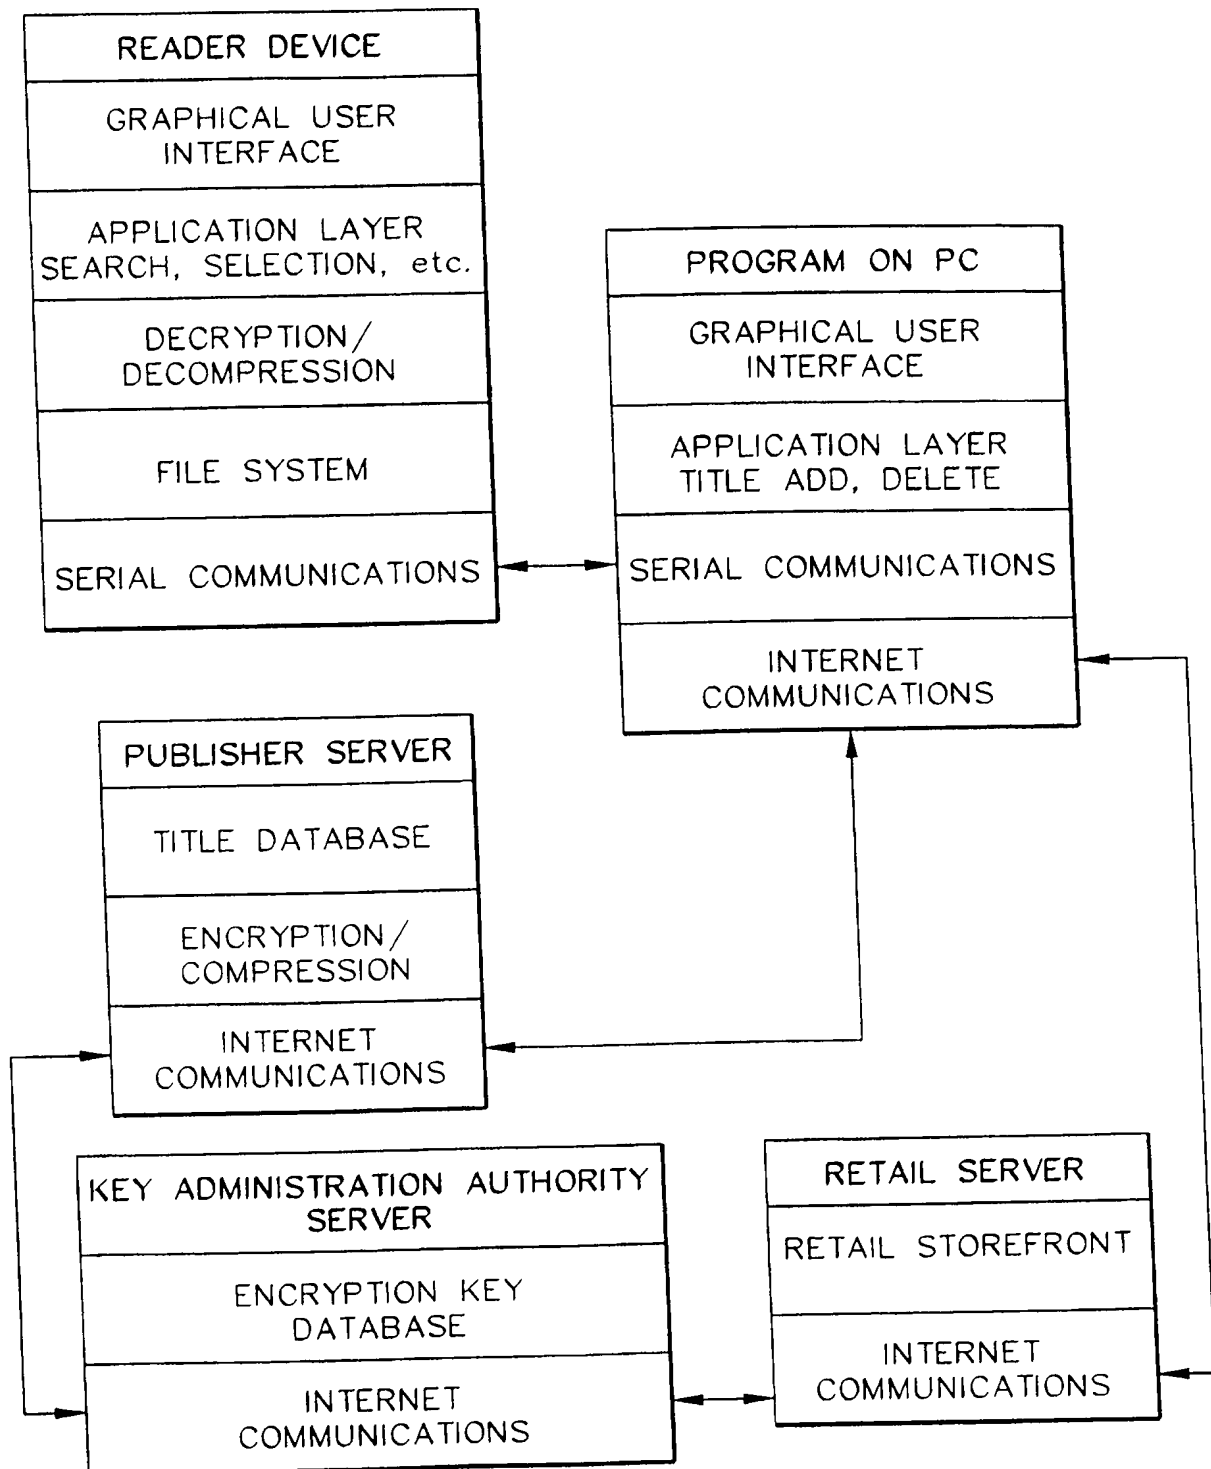 READER DEVICE
GRAPHICAL USER
INTERFACE
APPLICATION LAYER
SEARCH, SELECTION, etc.
DECRYPTION/
DECOMPRESSION
FILE SYSTEM
SERIAL COMMUNICATIONS
PROGRAM ON PC
GRAPHICAL USER
INTERFACE
APPLICATION LAYER
TITLE ADD, DELETE
SERIAL COMMUNICATIONS
INTERNET
COMMUNICATIONS
PUBLISHER SERVER
TITLE DATABASE
ENCRYPTION/
COMPRESSION
INTERNET
COMMUNICATIONS
KEY ADMINISTRATION AUTHORITY
SERVER
ENCRYPTION KEY
DATABASE
INTERNET
COMMUNICATIONS
RETAIL SERVER
RETAIL STOREFRONT
INTERNET
COMMUNICATIONS